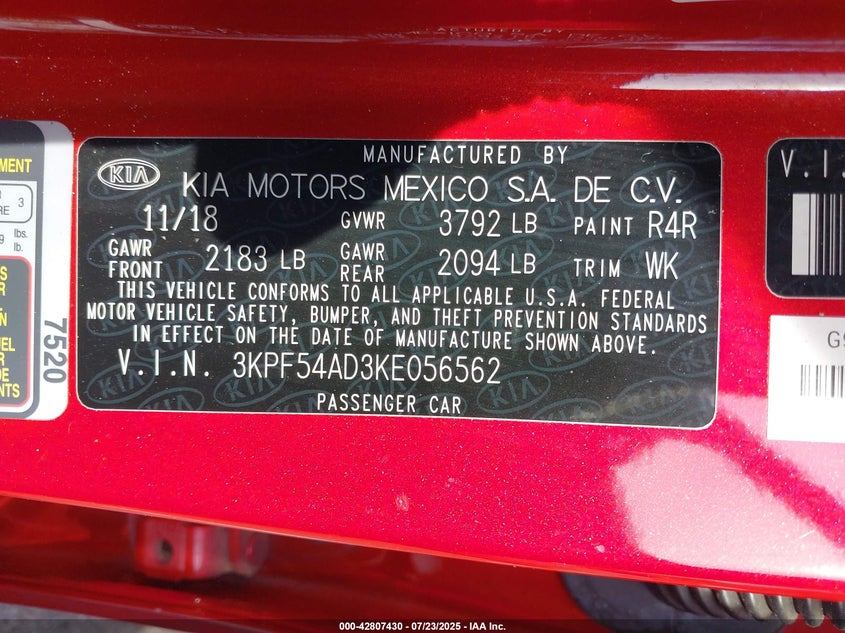 MANUFACTURED BY
KIA KIA MOTORS MEXICO S.A. DE C.V.
11/18 GVWR 3792 LB PAINT R4R
GAWR FRONT 2183 LB GAWR REAR 2094 LB TRIM WK
THIS VEHICLE CONFORMS TO ALL APPLICABLE U.S.A. FEDERAL
MOTOR VEHICLE SAFETY, BUMPER, AND THEFT PREVENTION STANDARDS
IN EFFECT ON THE DATE OF MANUFACTURE SHOWN ABOVE.
V.I.N. 3KPF54AD3KE056562
PASSENGER CAR
7520
3
lbs.
lb.
V.I.
000-42807430 - 07/23/2025 - IAA Inc.